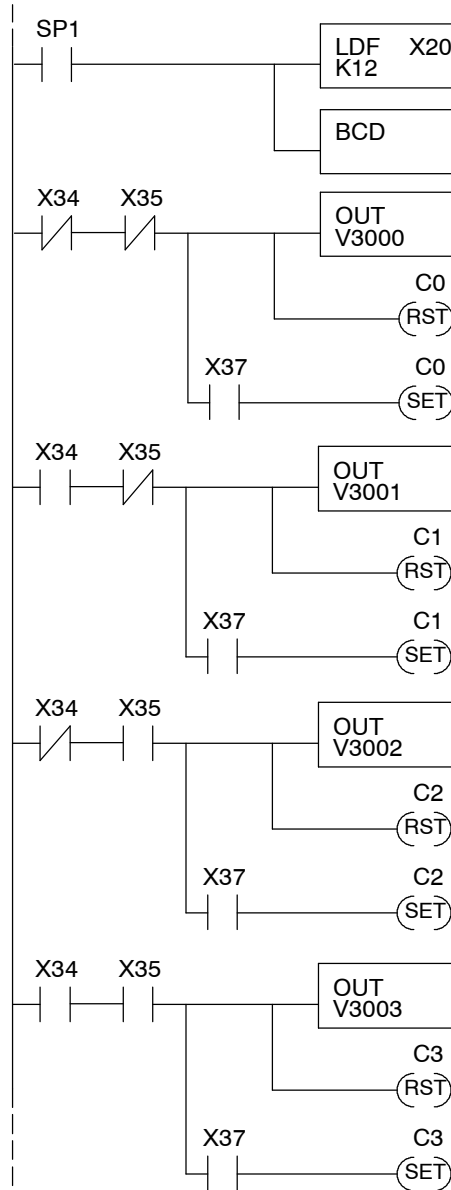 SP1
LDF X20
K12
BCD
X34 X35
OUT
V3000
C0
RST
X37 C0
SET
X34 X35
OUT
V3001
C1
RST
X37 C1
SET
X34 X35
OUT
V3002
C2
RST
X37 C2
SET
X34 X35
OUT
V3003
C3
RST
X37 C3
SET